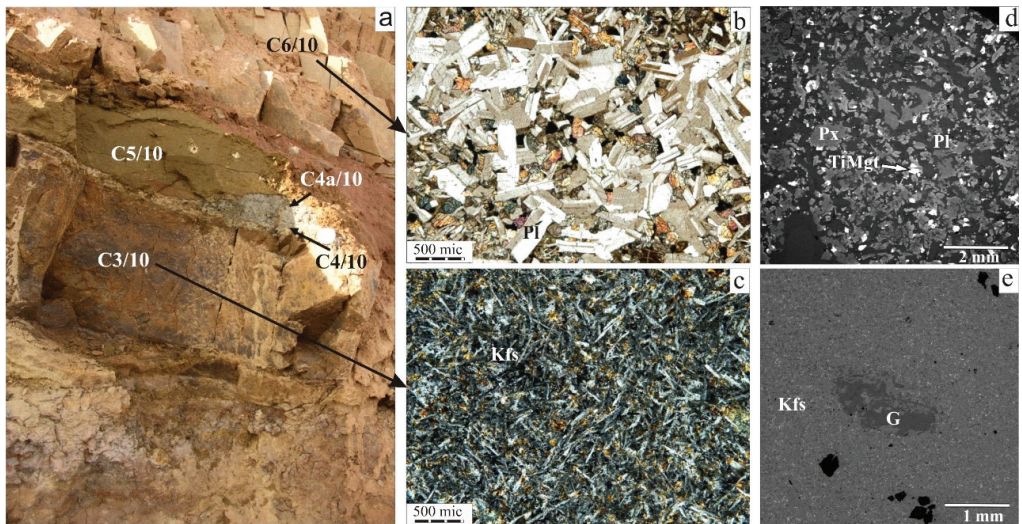 a
C6/10
C5/10
C4a/10
C3/10
C4/10
b
Pl
500 mic
c
Kfs
500 mic
d
Px
Pl
TiMgt
2 mm
e
Kfs
G
1 mm